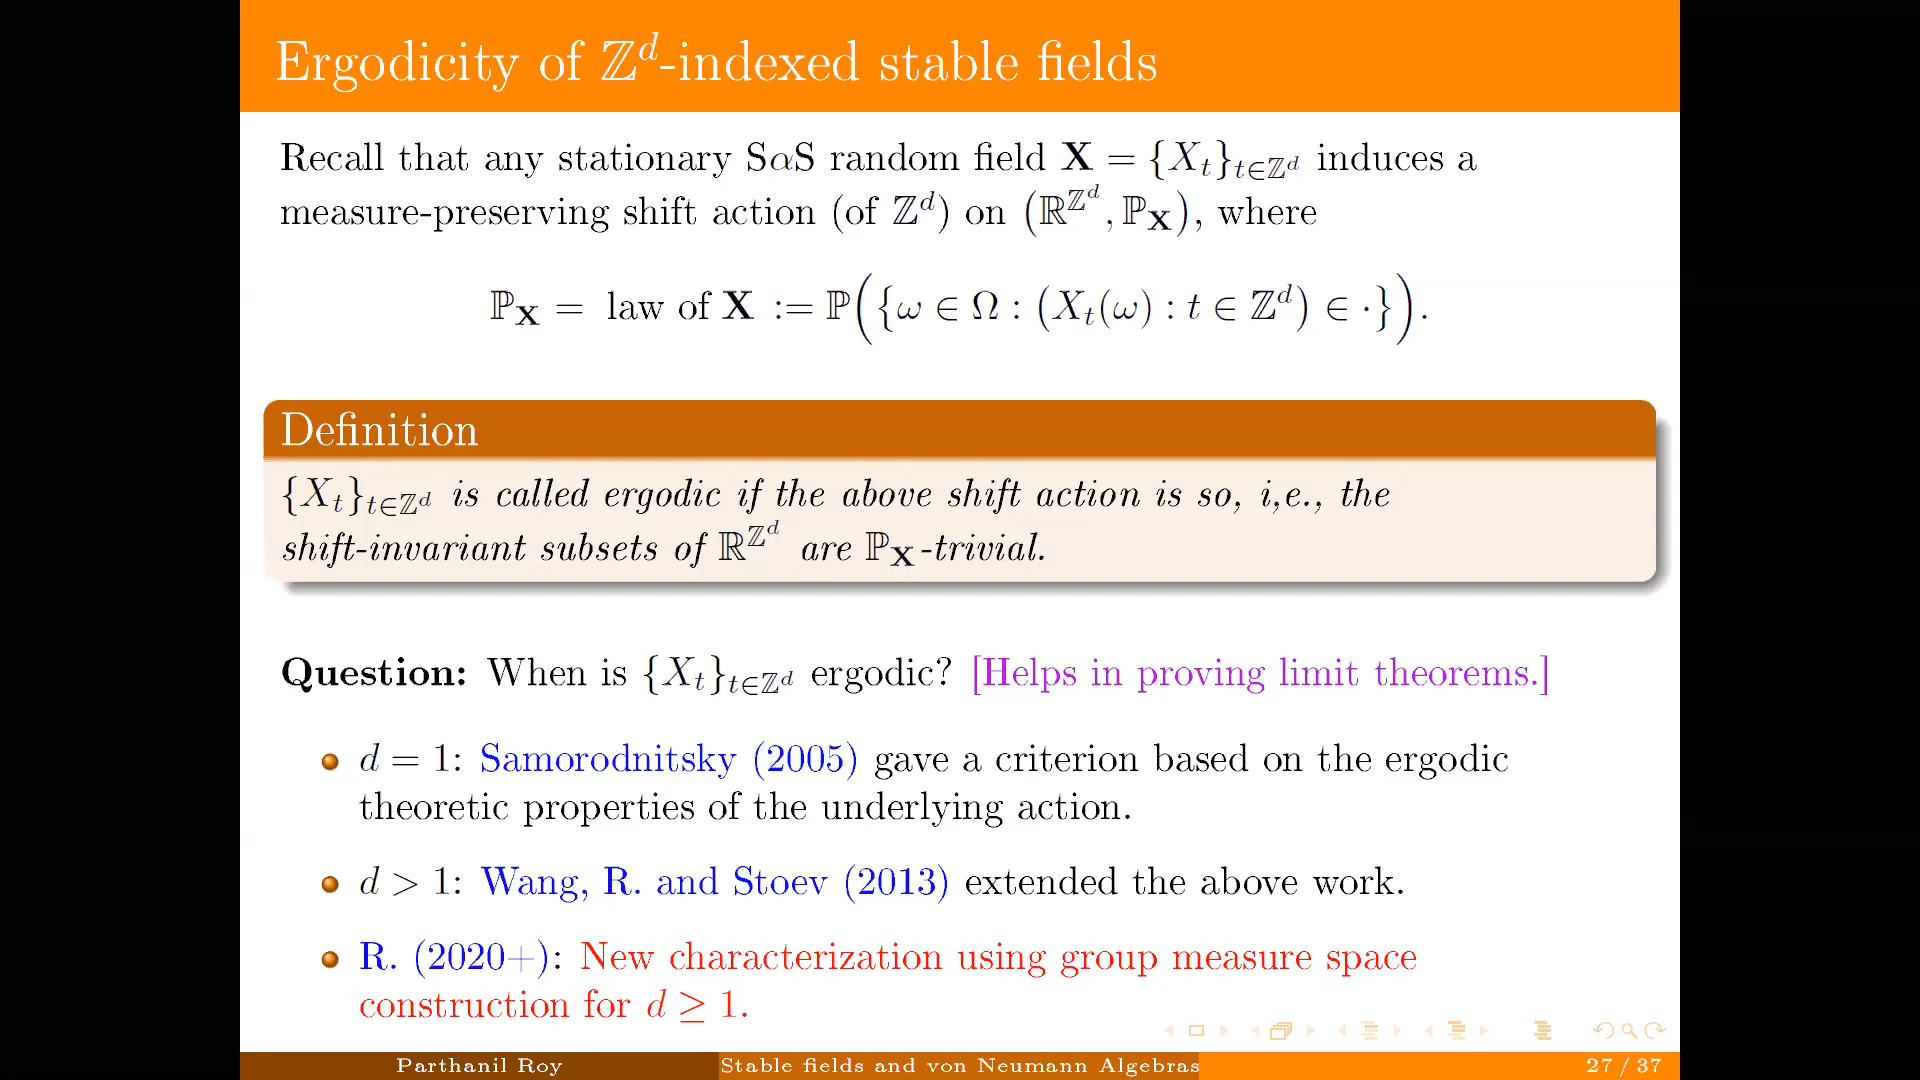 Ergodicity of ℤ^d-indexed stable fields
Recall that any stationary SαS random field 𝐗 = {X_t}_{t∈ℤ^d} induces a
measure-preserving shift action (of ℤ^d) on (ℝ^{ℤ^d}, ℙ_𝐗), where
ℙ_𝐗 = law of 𝐗 := ℙ({ω ∈ Ω : (X_t(ω) : t ∈ ℤ^d) ∈ ·}).
Definition
{X_t}_{t∈ℤ^d} is called ergodic if the above shift action is so, i,e., the
shift-invariant subsets of ℝ^{ℤ^d} are ℙ_𝐗-trivial.
Question: When is {X_t}_{t∈ℤ^d} ergodic? [Helps in proving limit theorems.]
d = 1: Samorodnitsky (2005) gave a criterion based on the ergodic
theoretic properties of the underlying action.
d > 1: Wang, R. and Stoev (2013) extended the above work.
R. (2020+): New characterization using group measure space
construction for d ≥ 1.
Parthanil Roy Stable fields and von Neumann Algebras 27 / 37